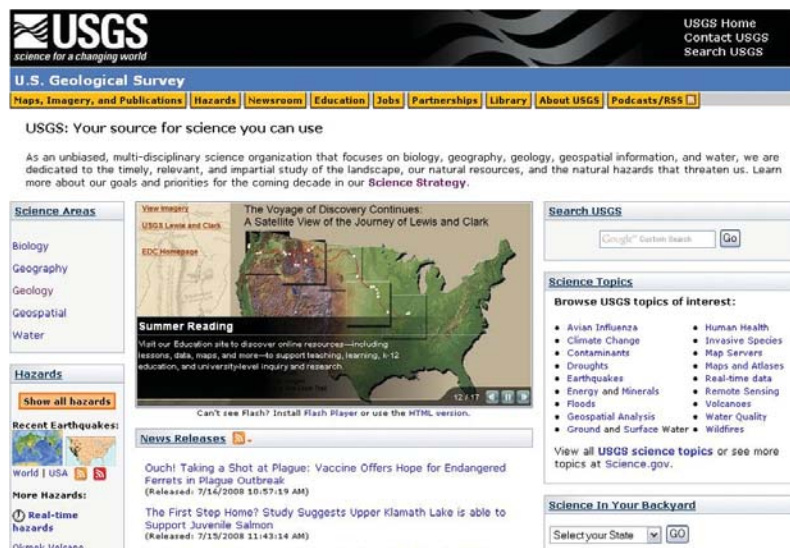 USGS
science for a changing world
USGS Home
Contact USGS
Search USGS
U.S. Geological Survey
Maps, Imagery, and Publications Hazards Newsroom Education Jobs Partnerships Library About USGS Podcasts/RSS
USGS: Your source for science you can use
As an unbiased, multi-disciplinary science organization that focuses on biology, geography, geology, geospatial information, and water, we are
dedicated to the timely, relevant, and impartial study of the landscape, our natural resources, and the natural hazards that threaten us. Learn
more about our goals and priorities for the coming decade in our Science Strategy.
Science Areas
Biology
Geography
Geology
Geospatial
Water
Hazards
Show all hazards
Recent Earthquakes:
World | USA
More Hazards:
Real-time
hazards
Okmok Volcano
View Imagery
USGS Lewis and Clark
EDC Homepage
The Voyage of Discovery Continues:
A Satellite View of the Journey of Lewis and Clark
Summer Reading
Visit our Education site to discover online resources—including
lessons, data, maps, and more—to support teaching, learning, k-12
education, and university-level inquiry and research.
12 / 17
Can't see Flash? Install Flash Player or use the HTML version.
News Releases
Ouch! Taking a Shot at Plague: Vaccine Offers Hope for Endangered
Ferrets in Plague Outbreak
(Released: 7/16/2008 10:57:19 AM)
The First Step Home? Study Suggests Upper Klamath Lake is able to
Support Juvenile Salmon
(Released: 7/15/2008 11:43:14 AM)
Search USGS
Google™ Custom Search Go
Science Topics
Browse USGS topics of interest:
Avian Influenza
Climate Change
Contaminants
Droughts
Earthquakes
Energy and Minerals
Floods
Geospatial Analysis
Ground and Surface Water
Human Health
Invasive Species
Map Servers
Maps and Atlases
Real-time data
Remote Sensing
Volcanoes
Water Quality
Wildfires
View all USGS science topics or see more
topics at Science.gov.
Science In Your Backyard
Select your State GO